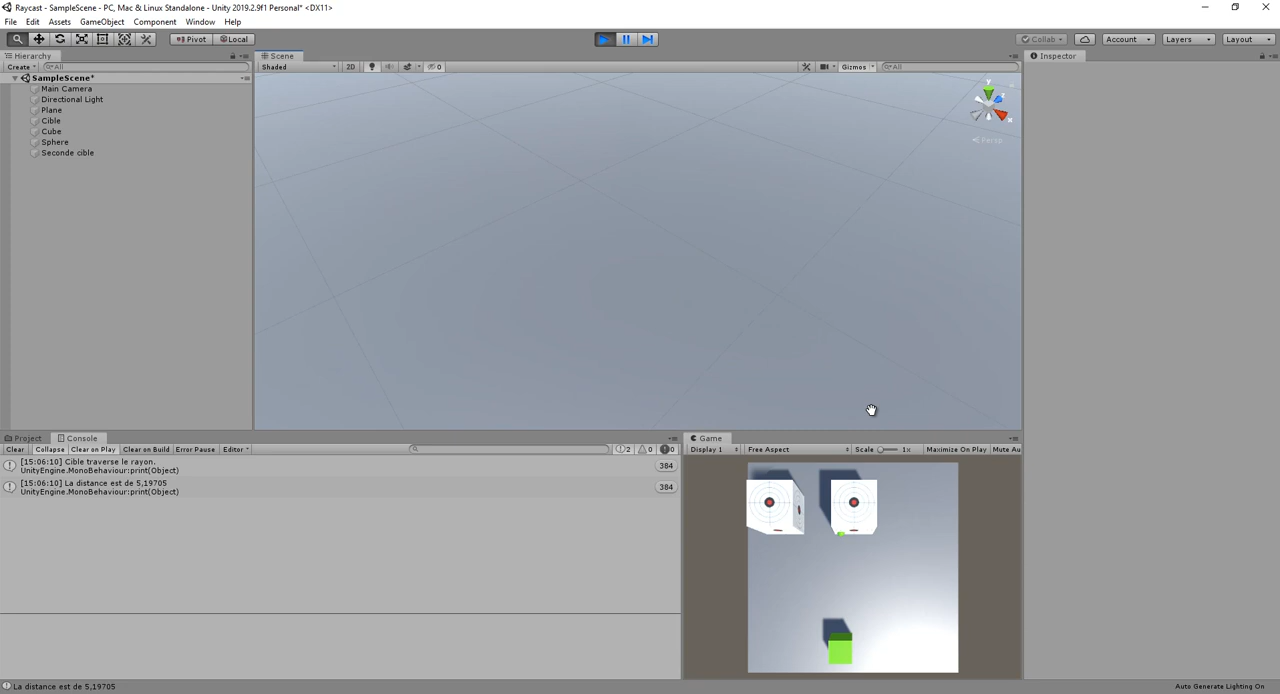 Raycast - SampleScene - PC, Mac & Linux Standalone - Unity 2019.2.9f1 Personal* <DX11>
File Edit Assets GameObject Component Window Help
Pivot Local Collab Account Layers Layout
Hierarchy Scene Inspector
Create All Shaded 2D 0 Gizmos All
SampleScene*
Main Camera
Directional Light
Plane
Cible
Cube
Sphere
Seconde cible
y
x
Persp
Project Console Game
Clear Collapse Clear on Play Clear on Build Error Pause Editor 2 0 0 Display 1 Free Aspect Scale 1x Maximize On Play Mute Au
[15:06:10] Cible traverse le rayon.
UnityEngine.MonoBehaviour:print(Object)
384
[15:06:10] La distance est de 5,19705
UnityEngine.MonoBehaviour:print(Object)
384
La distance est de 5,19705
Auto Generate Lighting On